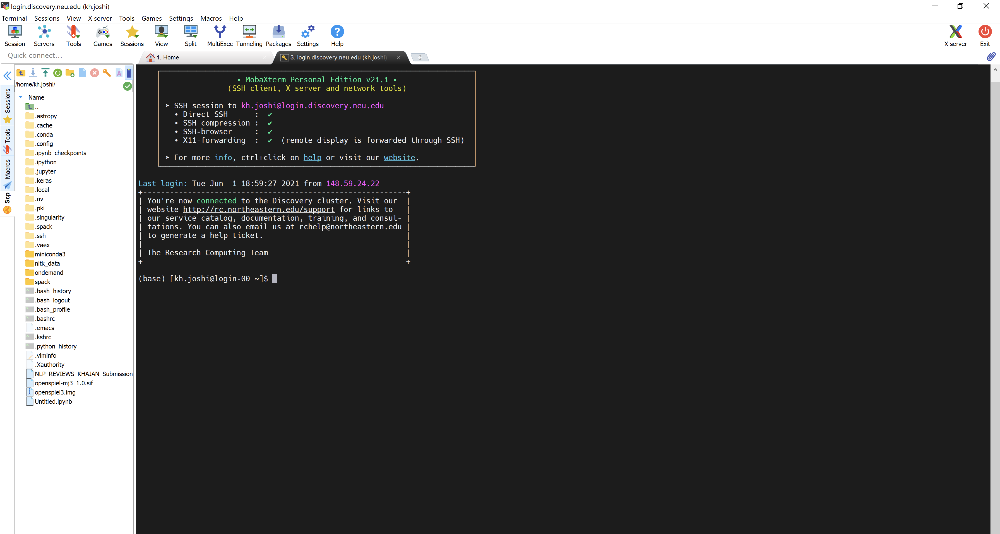 login.discovery.neu.edu (kh.joshi)
Terminal Sessions View X server Tools Games Settings Macros Help
Session Servers Tools Games Sessions View Split MultiExec Tunneling Packages Settings Help X server Exit
Quick connect...
1. Home
3. login.discovery.neu.edu (kh.joshi)
/home/kh.joshi/
Sessions
Tools
Macros
Scp
Name
..
.astropy
.cache
.conda
.config
.ipynb_checkpoints
.ipython
.jupyter
.keras
.local
.nv
.pki
.singularity
.spack
.ssh
.vaex
miniconda3
nltk_data
ondemand
spack
.bash_history
.bash_logout
.bash_profile
.bashrc
.emacs
.kshrc
.python_history
.viminfo
.Xauthority
NLP_REVIEWS_KHAJAN_Submission
openspiel-mj3_1.0.sif
openspiel3.img
Untitled.ipynb
• MobaXterm Personal Edition v21.1 •
(SSH client, X server and network tools)
➤ SSH session to kh.joshi@login.discovery.neu.edu
• Direct SSH : ✔
• SSH compression : ✔
• SSH-browser : ✔
• X11-forwarding : ✔ (remote display is forwarded through SSH)
➤ For more info, ctrl+click on help or visit our website.
Last login: Tue Jun 1 18:59:27 2021 from 148.59.24.22
+-----------------------------------------------------------+
| You're now connected to the Discovery cluster. Visit our |
| website http://rc.northeastern.edu/support for links to |
| our service catalog, documentation, training, and consul- |
| tations. You can also email us at rchelp@northeastern.edu |
| to generate a help ticket. |
| |
| The Research Computing Team |
+-----------------------------------------------------------+
(base) [kh.joshi@login-00 ~]$